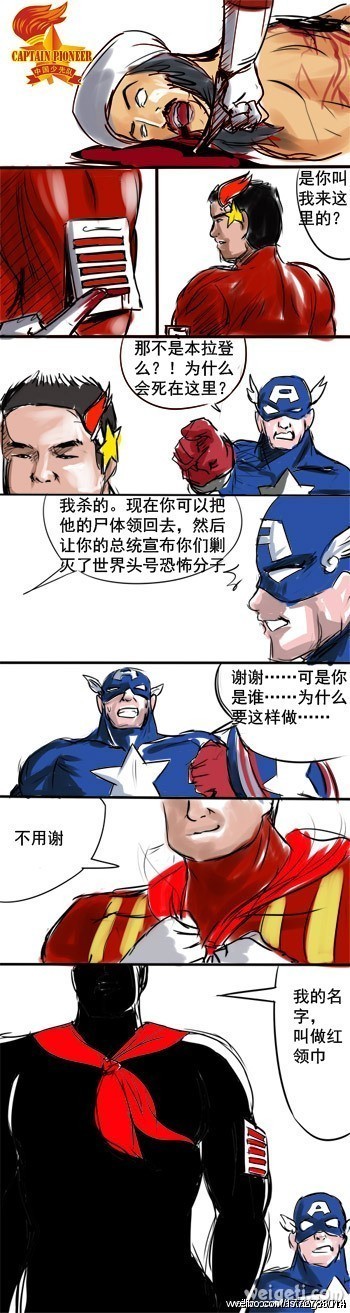 CAPTAIN PIONEER
中国少先队
是你叫
我来这
里的？
那不是本拉登
么？！为什么
会死在这里？
我杀的。现在你可以把
他的尸体领回去，然后
让你的总统宣布你们剿
灭了世界头号恐怖分子
谢谢……可是你
是谁……为什么
要这样做……
不用谢
我的名
字，
叫做红
领巾
A
weigeti.com